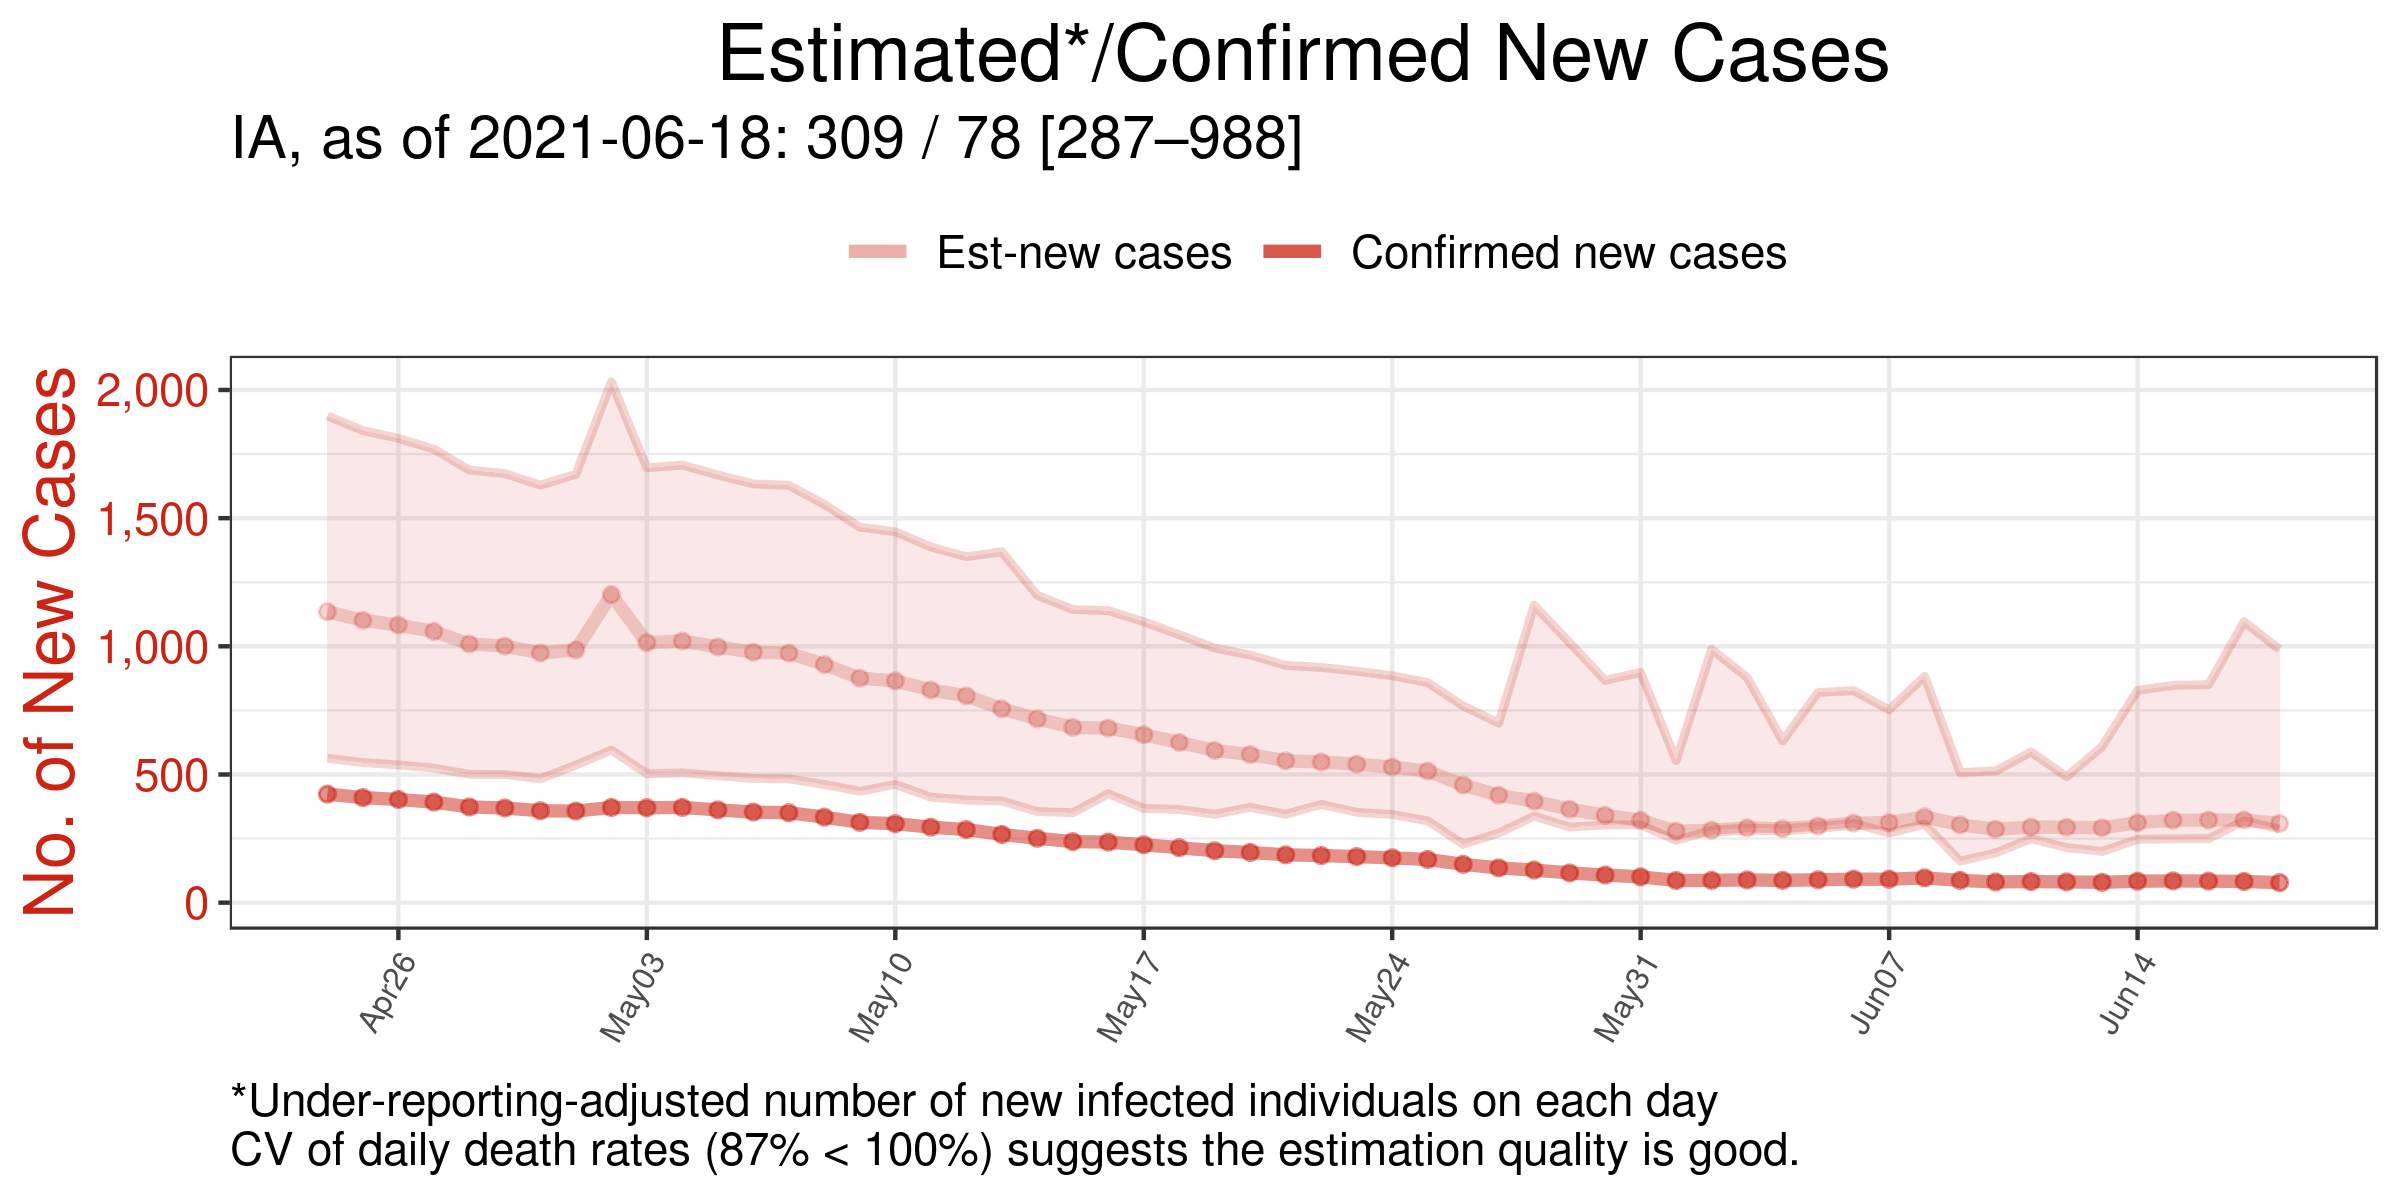 Estimated*/Confirmed New Cases
IA, as of 2021-06-18: 309 / 78 [287–988]
Est-new cases
Confirmed new cases
No. of New Cases
2,000
1,500
1,000
500
0
Apr26
May03
May10
May17
May24
May31
Jun07
Jun14
*Under-reporting-adjusted number of new infected individuals on each day
CV of daily death rates (87% < 100%) suggests the estimation quality is good.